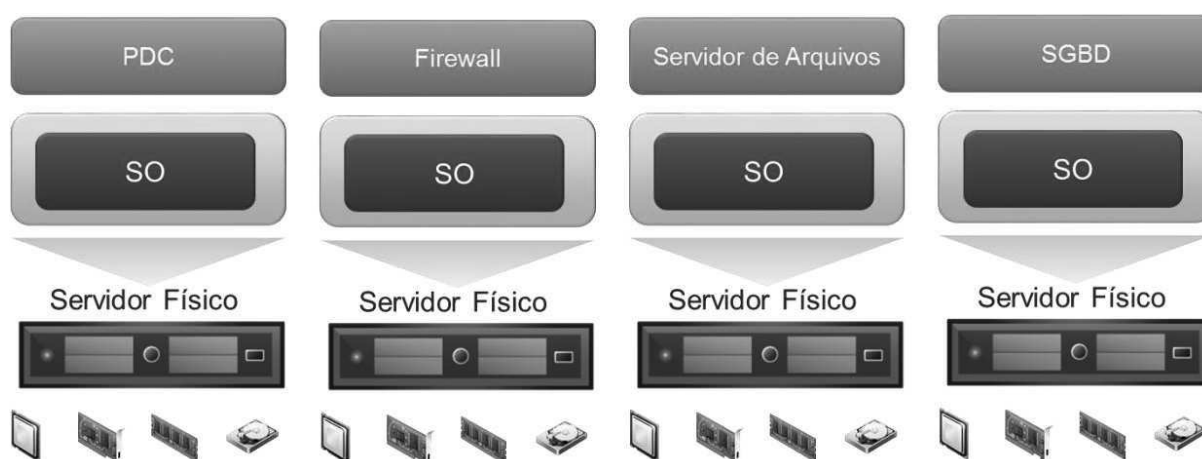 PDC
Firewall
Servidor de Arquivos
SGBD
SO
SO
SO
SO
Servidor Físico
Servidor Físico
Servidor Físico
Servidor Físico